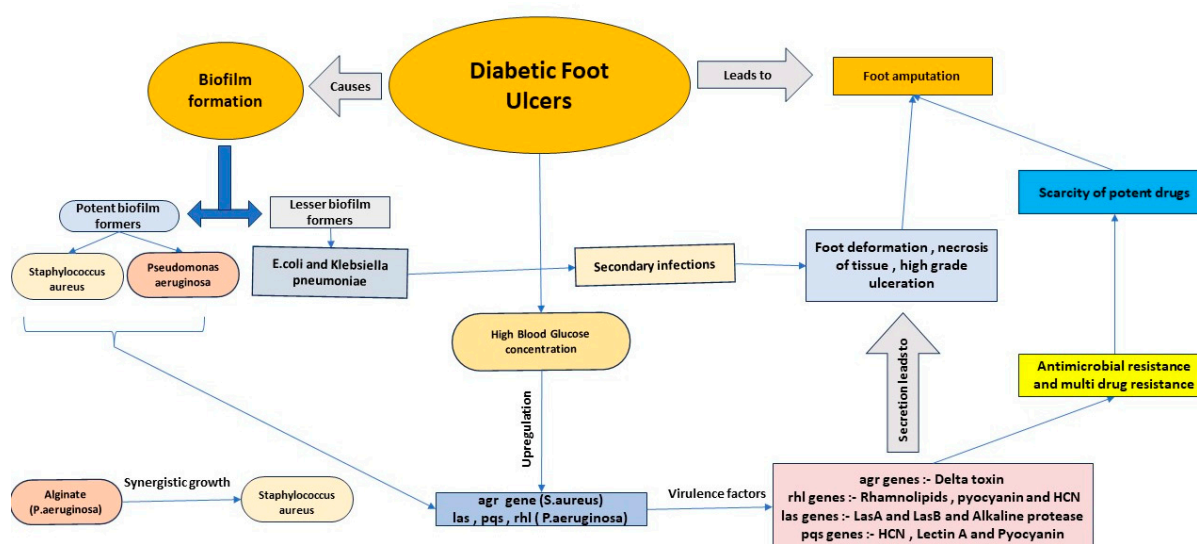 Diabetic Foot
Ulcers
Biofilm
formation
Causes
Leads to
Foot amputation
Scarcity of potent drugs
Potent biofilm
formers
Lesser biofilm
formers
Staphylococcus
aureus
Pseudomonas
aeruginosa
E.coli and Klebsiella
pneumoniae
Secondary infections
Foot deformation , necrosis
of tissue , high grade
ulceration
High Blood Glucose
concentration
Antimicrobial resistance
and multi drug resistance
Upregulation
Secretion leads to
Alginate
(P.aeruginosa)
Synergistic growth
Staphylococcus
aureus
agr gene (S.aureus)
las , pqs , rhl ( P.aeruginosa)
Virulence factors
agr genes :- Delta toxin
rhl genes :- Rhamnolipids , pyocyanin and HCN
las genes :- LasA and LasB and Alkaline protease
pqs genes :- HCN , Lectin A and Pyocyanin